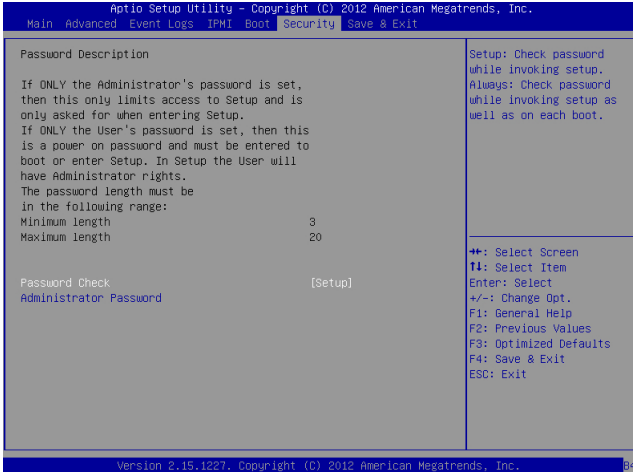 Aptio Setup Utility – Copyright (C) 2012 American Megatrends, Inc.
Main Advanced Event Logs IPMI Boot Security Save & Exit
Password Description
If ONLY the Administrator's password is set,
then this only limits access to Setup and is
only asked for when entering Setup.
If ONLY the User's password is set, then this
is a power on password and must be entered to
boot or enter Setup. In Setup the User will
have Administrator rights.
The password length must be
in the following range:
Minimum length 3
Maximum length 20
Password Check [Setup]
Administrator Password
Setup: Check password
while invoking setup.
Always: Check password
while invoking setup as
well as on each boot.
→←: Select Screen
↑↓: Select Item
Enter: Select
+/-: Change Opt.
F1: General Help
F2: Previous Values
F3: Optimized Defaults
F4: Save & Exit
ESC: Exit
Version 2.15.1227. Copyright (C) 2012 American Megatrends, Inc.